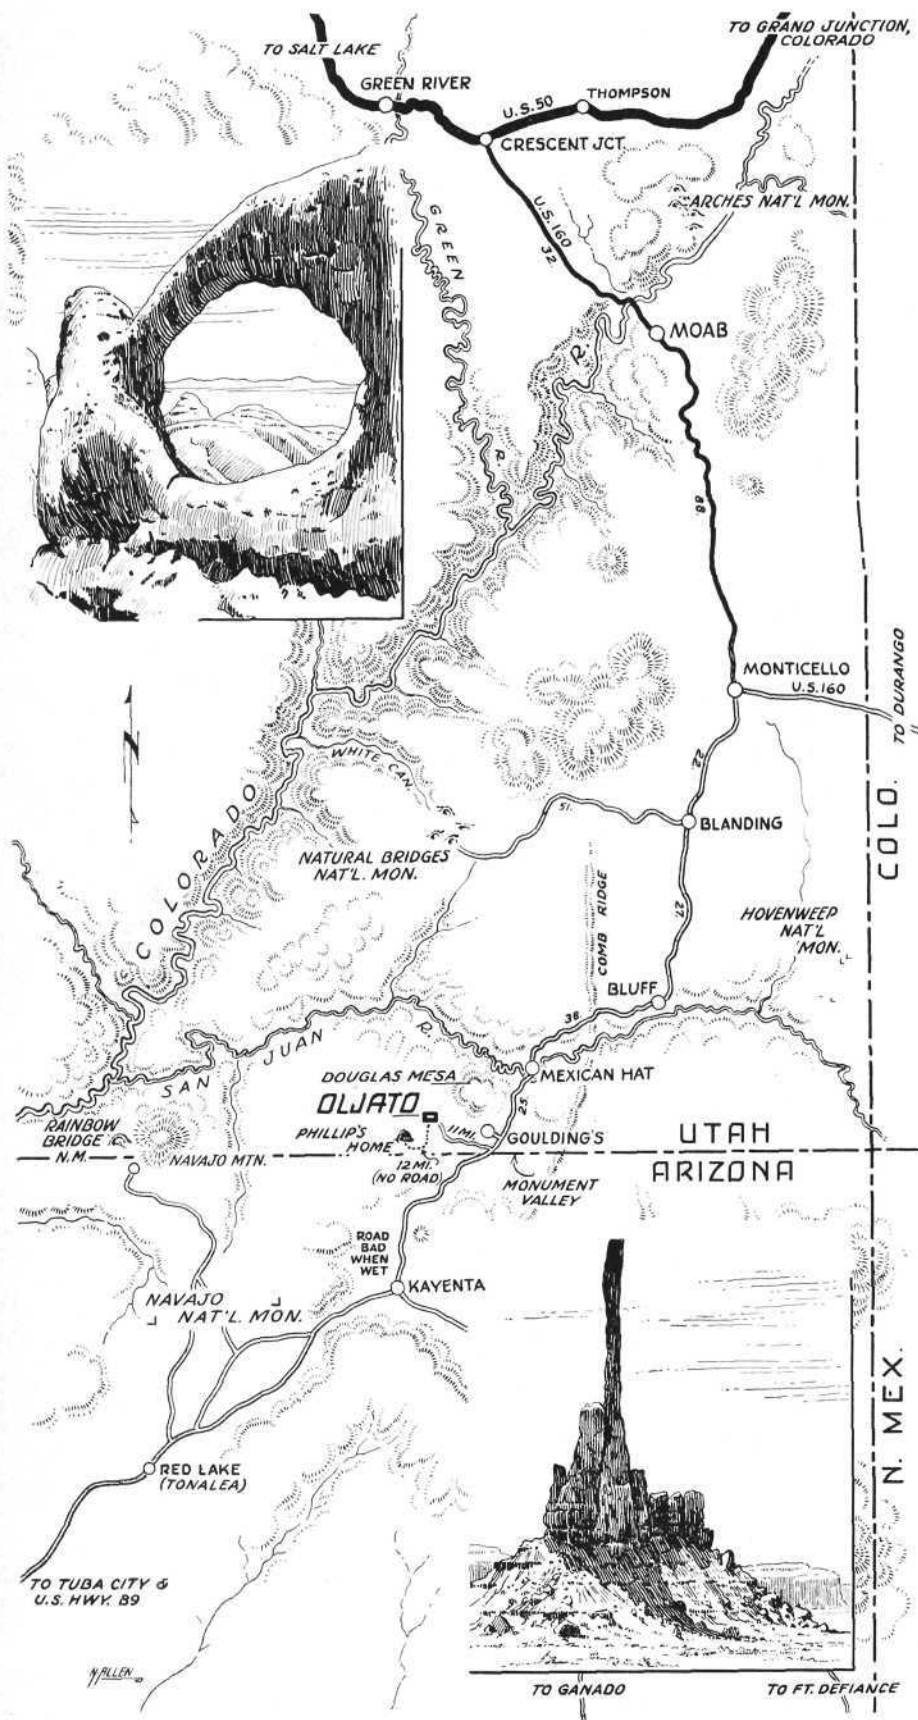 TO SALT LAKE
TO GRAND JUNCTION,
COLORADO
GREEN RIVER
U.S. 50
THOMPSON
CRESCENT JCT.
U.S. 160
32.
ARCHES NAT'L MON.
GREEN
R.
R.
MOAB
88.
MONTICELLO
U.S. 160
TO DURANGO
N
WHITE CAN.
22.
51.
BLANDING
COLO.
NATURAL BRIDGES
NAT'L. MON.
COLORADO
COMB RIDGE
27.
HOVENWEEP
NAT'L
MON.
BLUFF
36.
SAN JUAN R.
DOUGLAS MESA
MEXICAN HAT
OLJATO
25.
11 MI.
RAINBOW
BRIDGE
N.M.
PHILLIP'S
HOME
GOULDING'S
UTAH
NAVAJO MTN.
12 MI.
(NO ROAD)
ARIZONA
MONUMENT
VALLEY
ROAD
BAD
WHEN
WET
KAYENTA
NAVAJO
NAT'L. MON.
N. MEX.
RED LAKE
(TONALEA)
TO TUBA CITY &
U.S. HWY. 89
N. ALLEN
TO GANADO
TO FT. DEFIANCE